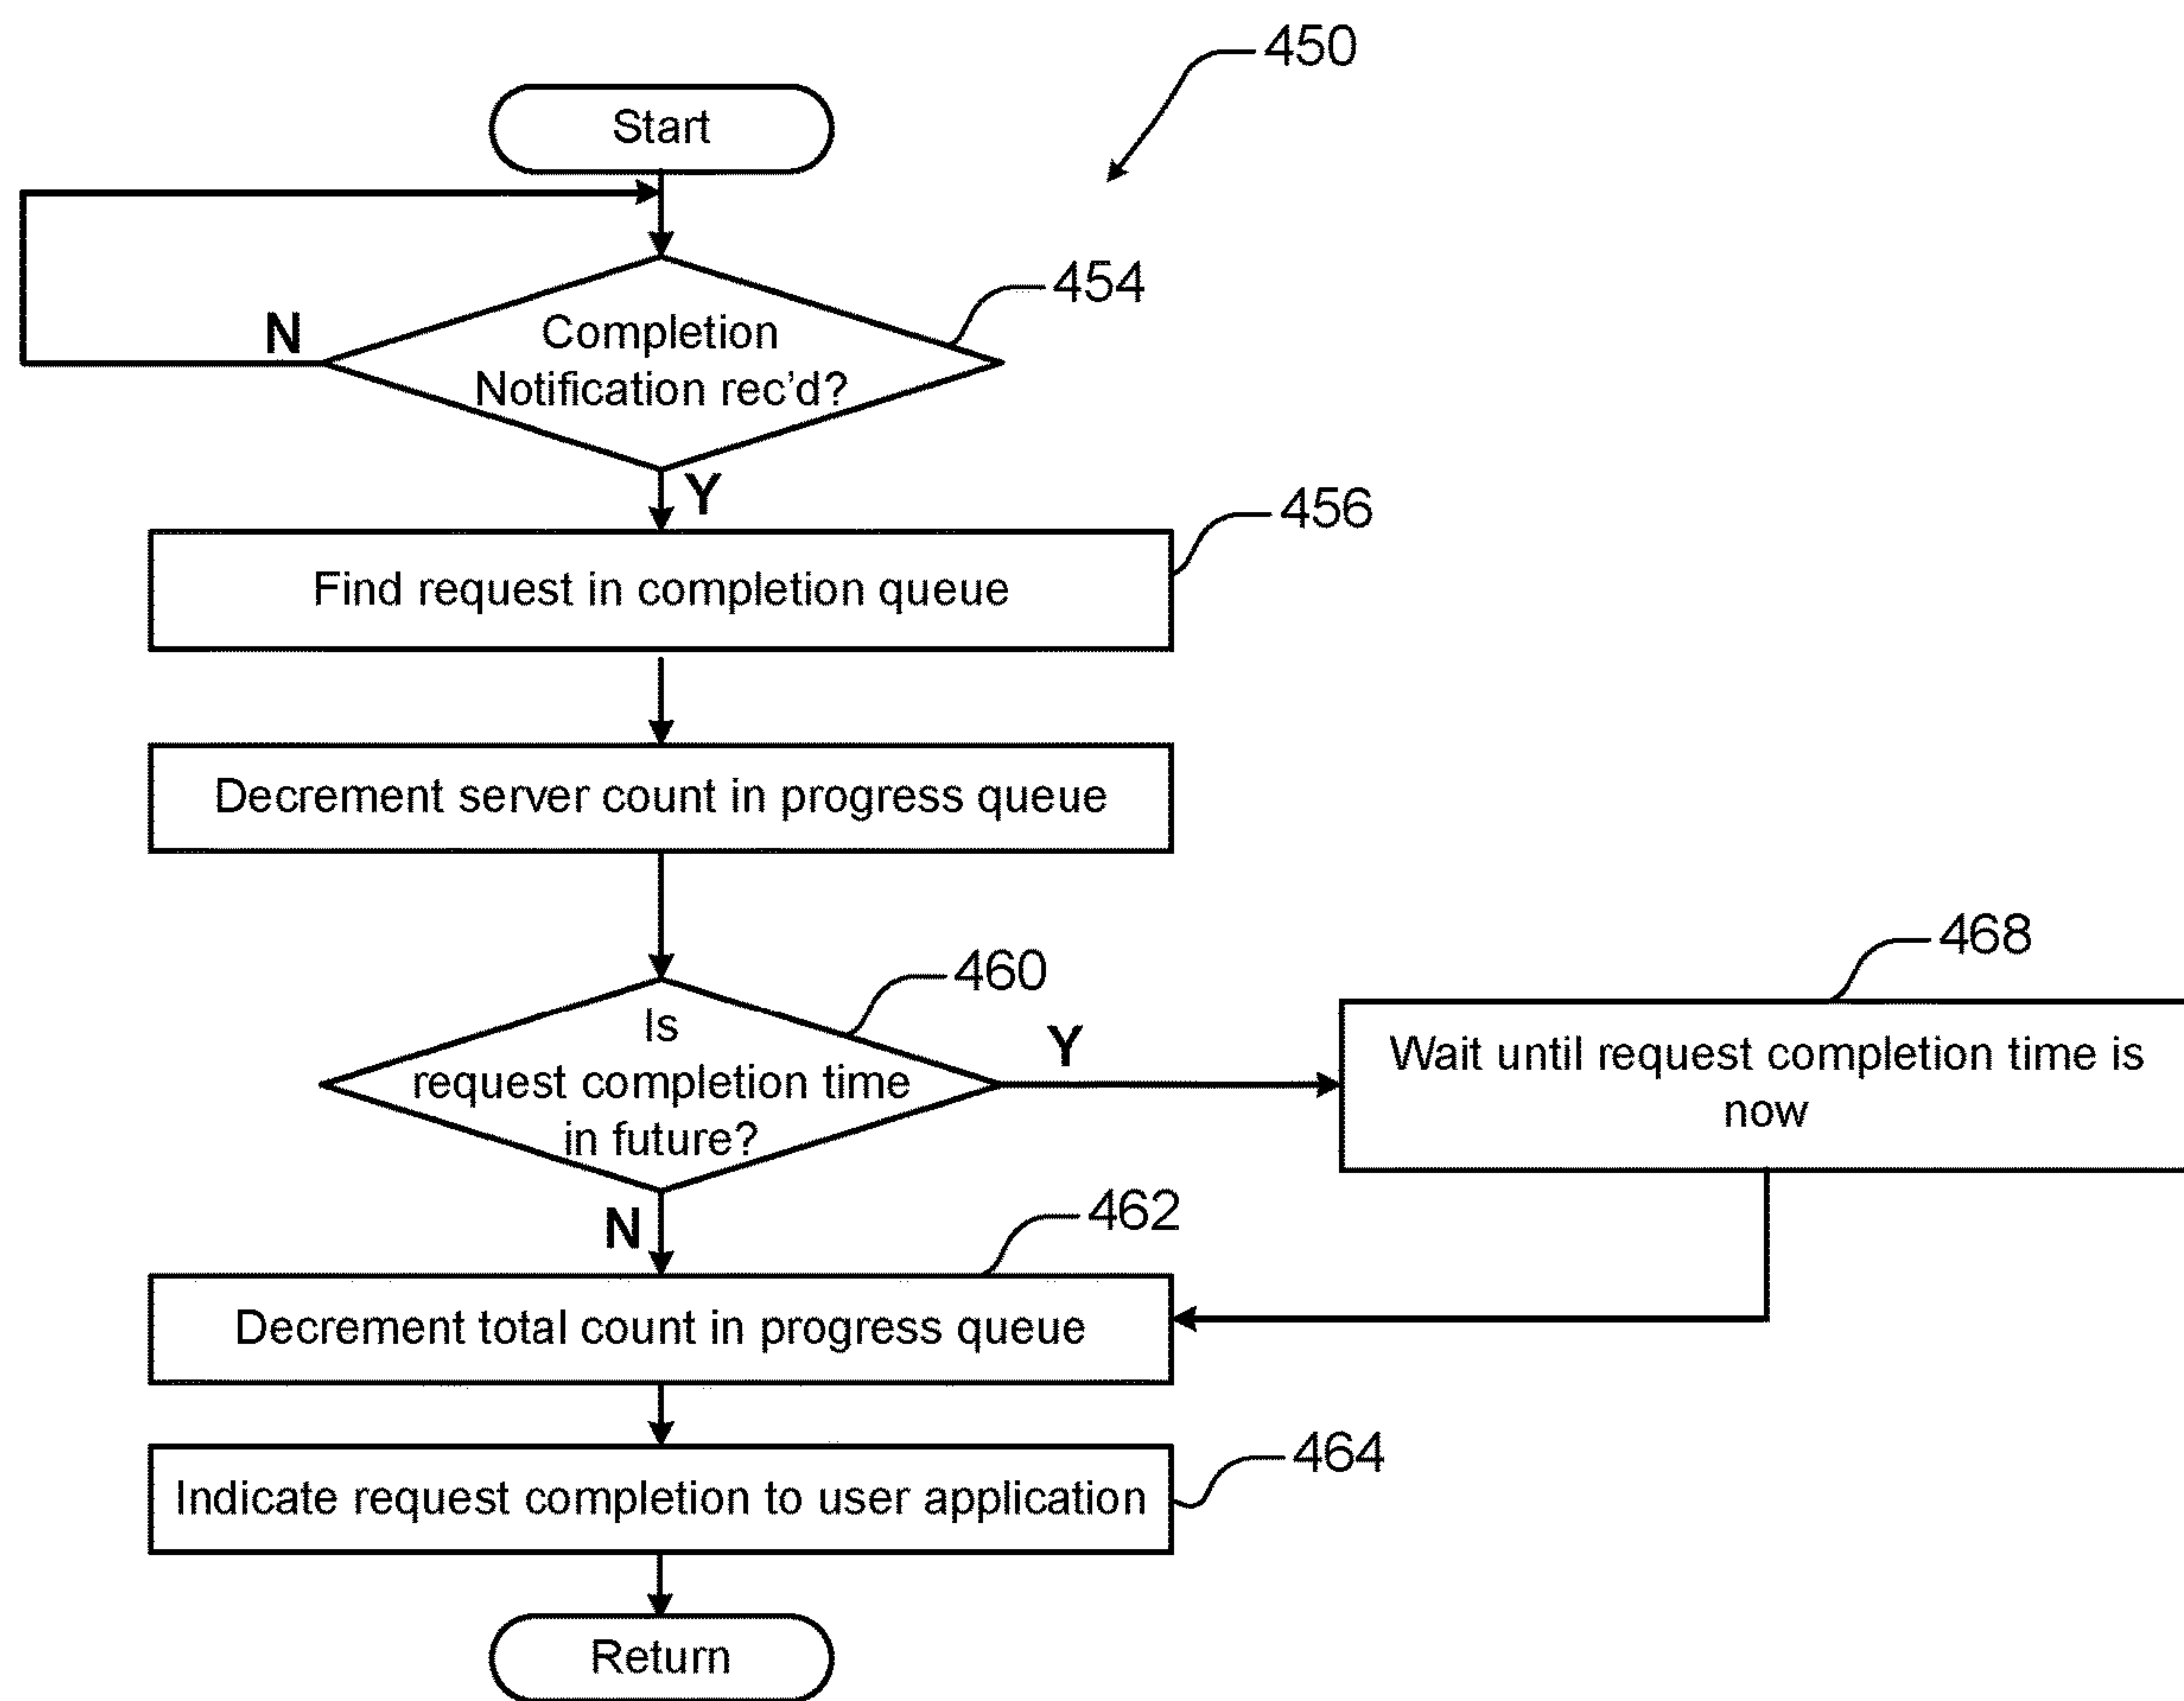 450
Start
454
Completion
Notification rec'd?
N
Y
456
Find request in completion queue
Decrement server count in progress queue
460
Is
request completion time
in future?
Y
468
Wait until request completion time is
now
N
462
Decrement total count in progress queue
464
Indicate request completion to user application
Return